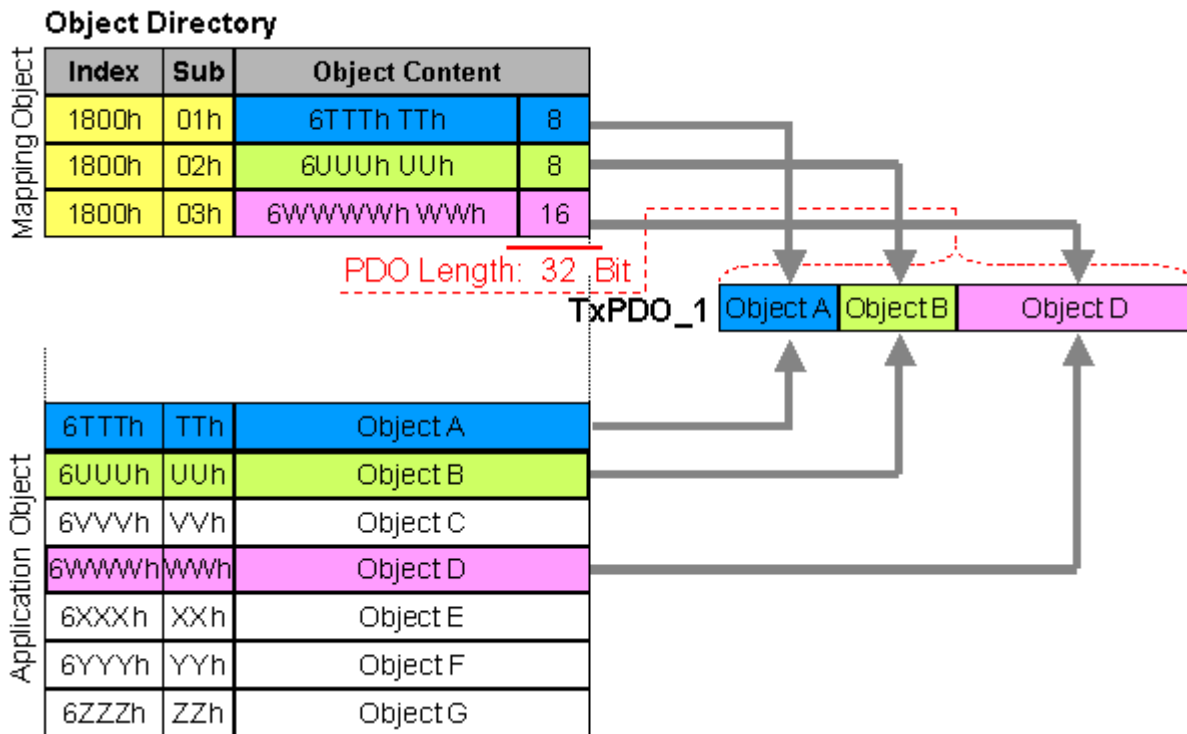 Object Directory
Mapping Object
Index Sub Object Content
1800h 01h 6TTTh TTh 8
1800h 02h 6UUUh UUh 8
1800h 03h 6WWWWh WWh 16
PDO Length: 32 Bit
TxPDO_1 Object A Object B Object D
Application Object
6TTTh TTh Object A
6UUUh UUh Object B
6VVVh VVh Object C
6WWWh WWh Object D
6XXXh XXh Object E
6YYYh YYh Object F
6ZZZh ZZh Object G